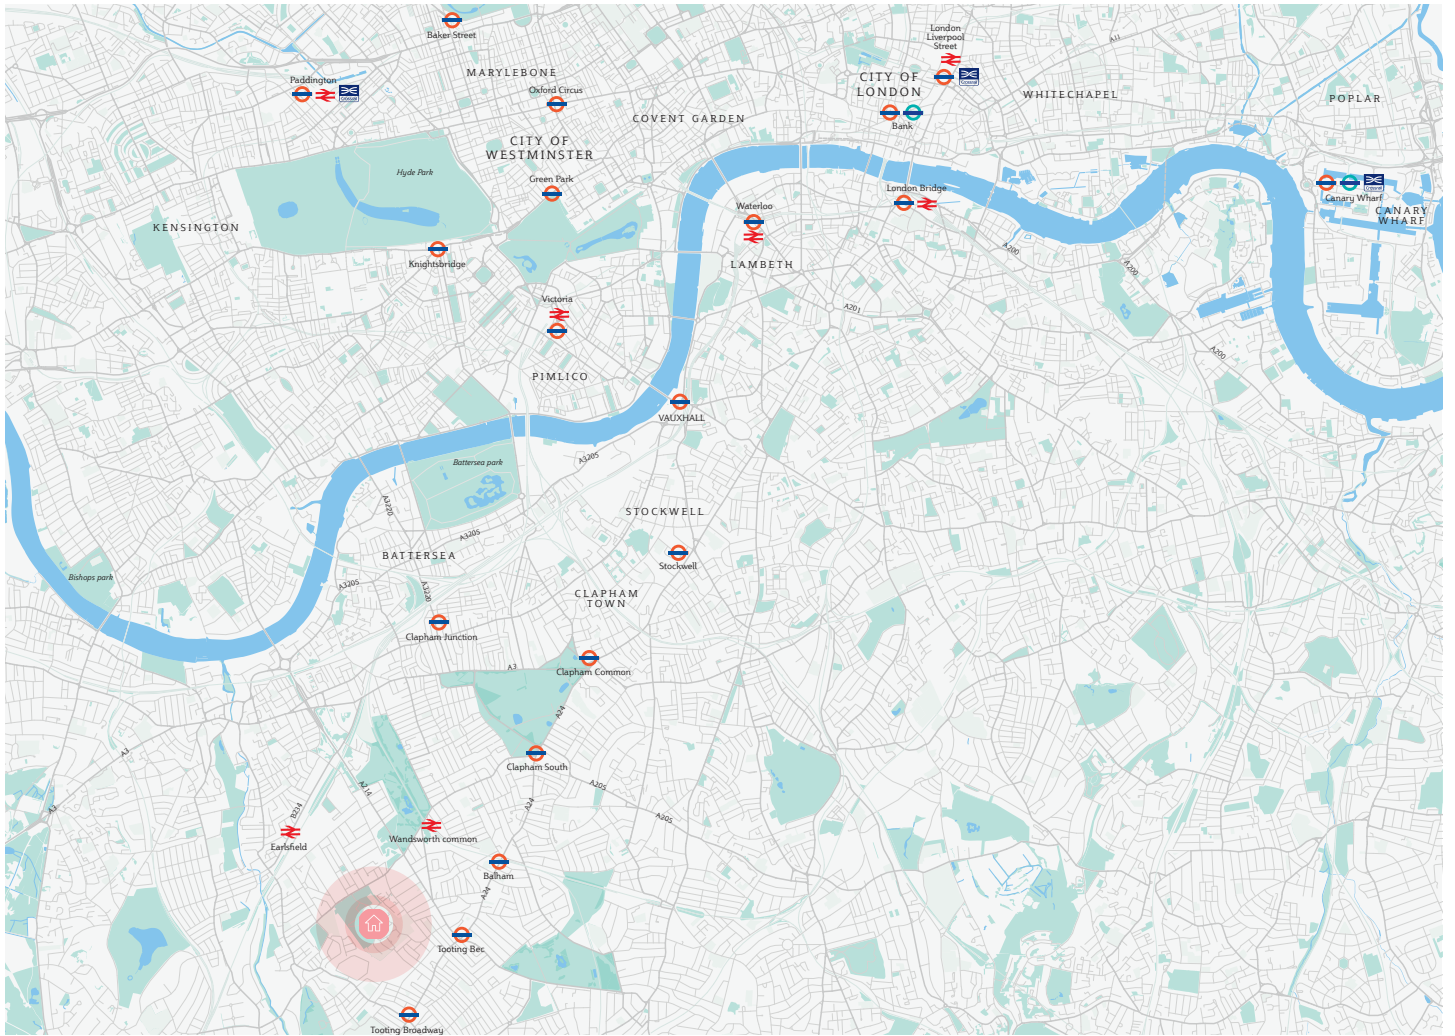 Baker Street
London
Liverpool
Street
A11
MARYLEBONE
Paddington
Oxford Circus
CITY OF
LONDON
WHITECHAPEL
POPLAR
COVENT GARDEN
Bank
CITY OF
WESTMINSTER
Hyde Park
Green Park
London Bridge
Canary Wharf
CANARY
WHARF
Waterloo
KENSINGTON
Knightsbridge
LAMBETH
A200
A200
Victoria
A201
A200
PIMLICO
VAUXHALL
A3205
Battersea park
A3220
STOCKWELL
A3205
BATTERSEA
Stockwell
Bishops park
A3205
A3220
CLAPHAM
TOWN
Clapham Junction
A3
Clapham Common
A24
A3
Clapham South
A205
A214
A3
B234
A24
A205
Earlsfield
Wandsworth common
Balham
A24
Tooting Bec
Tooting Broadway